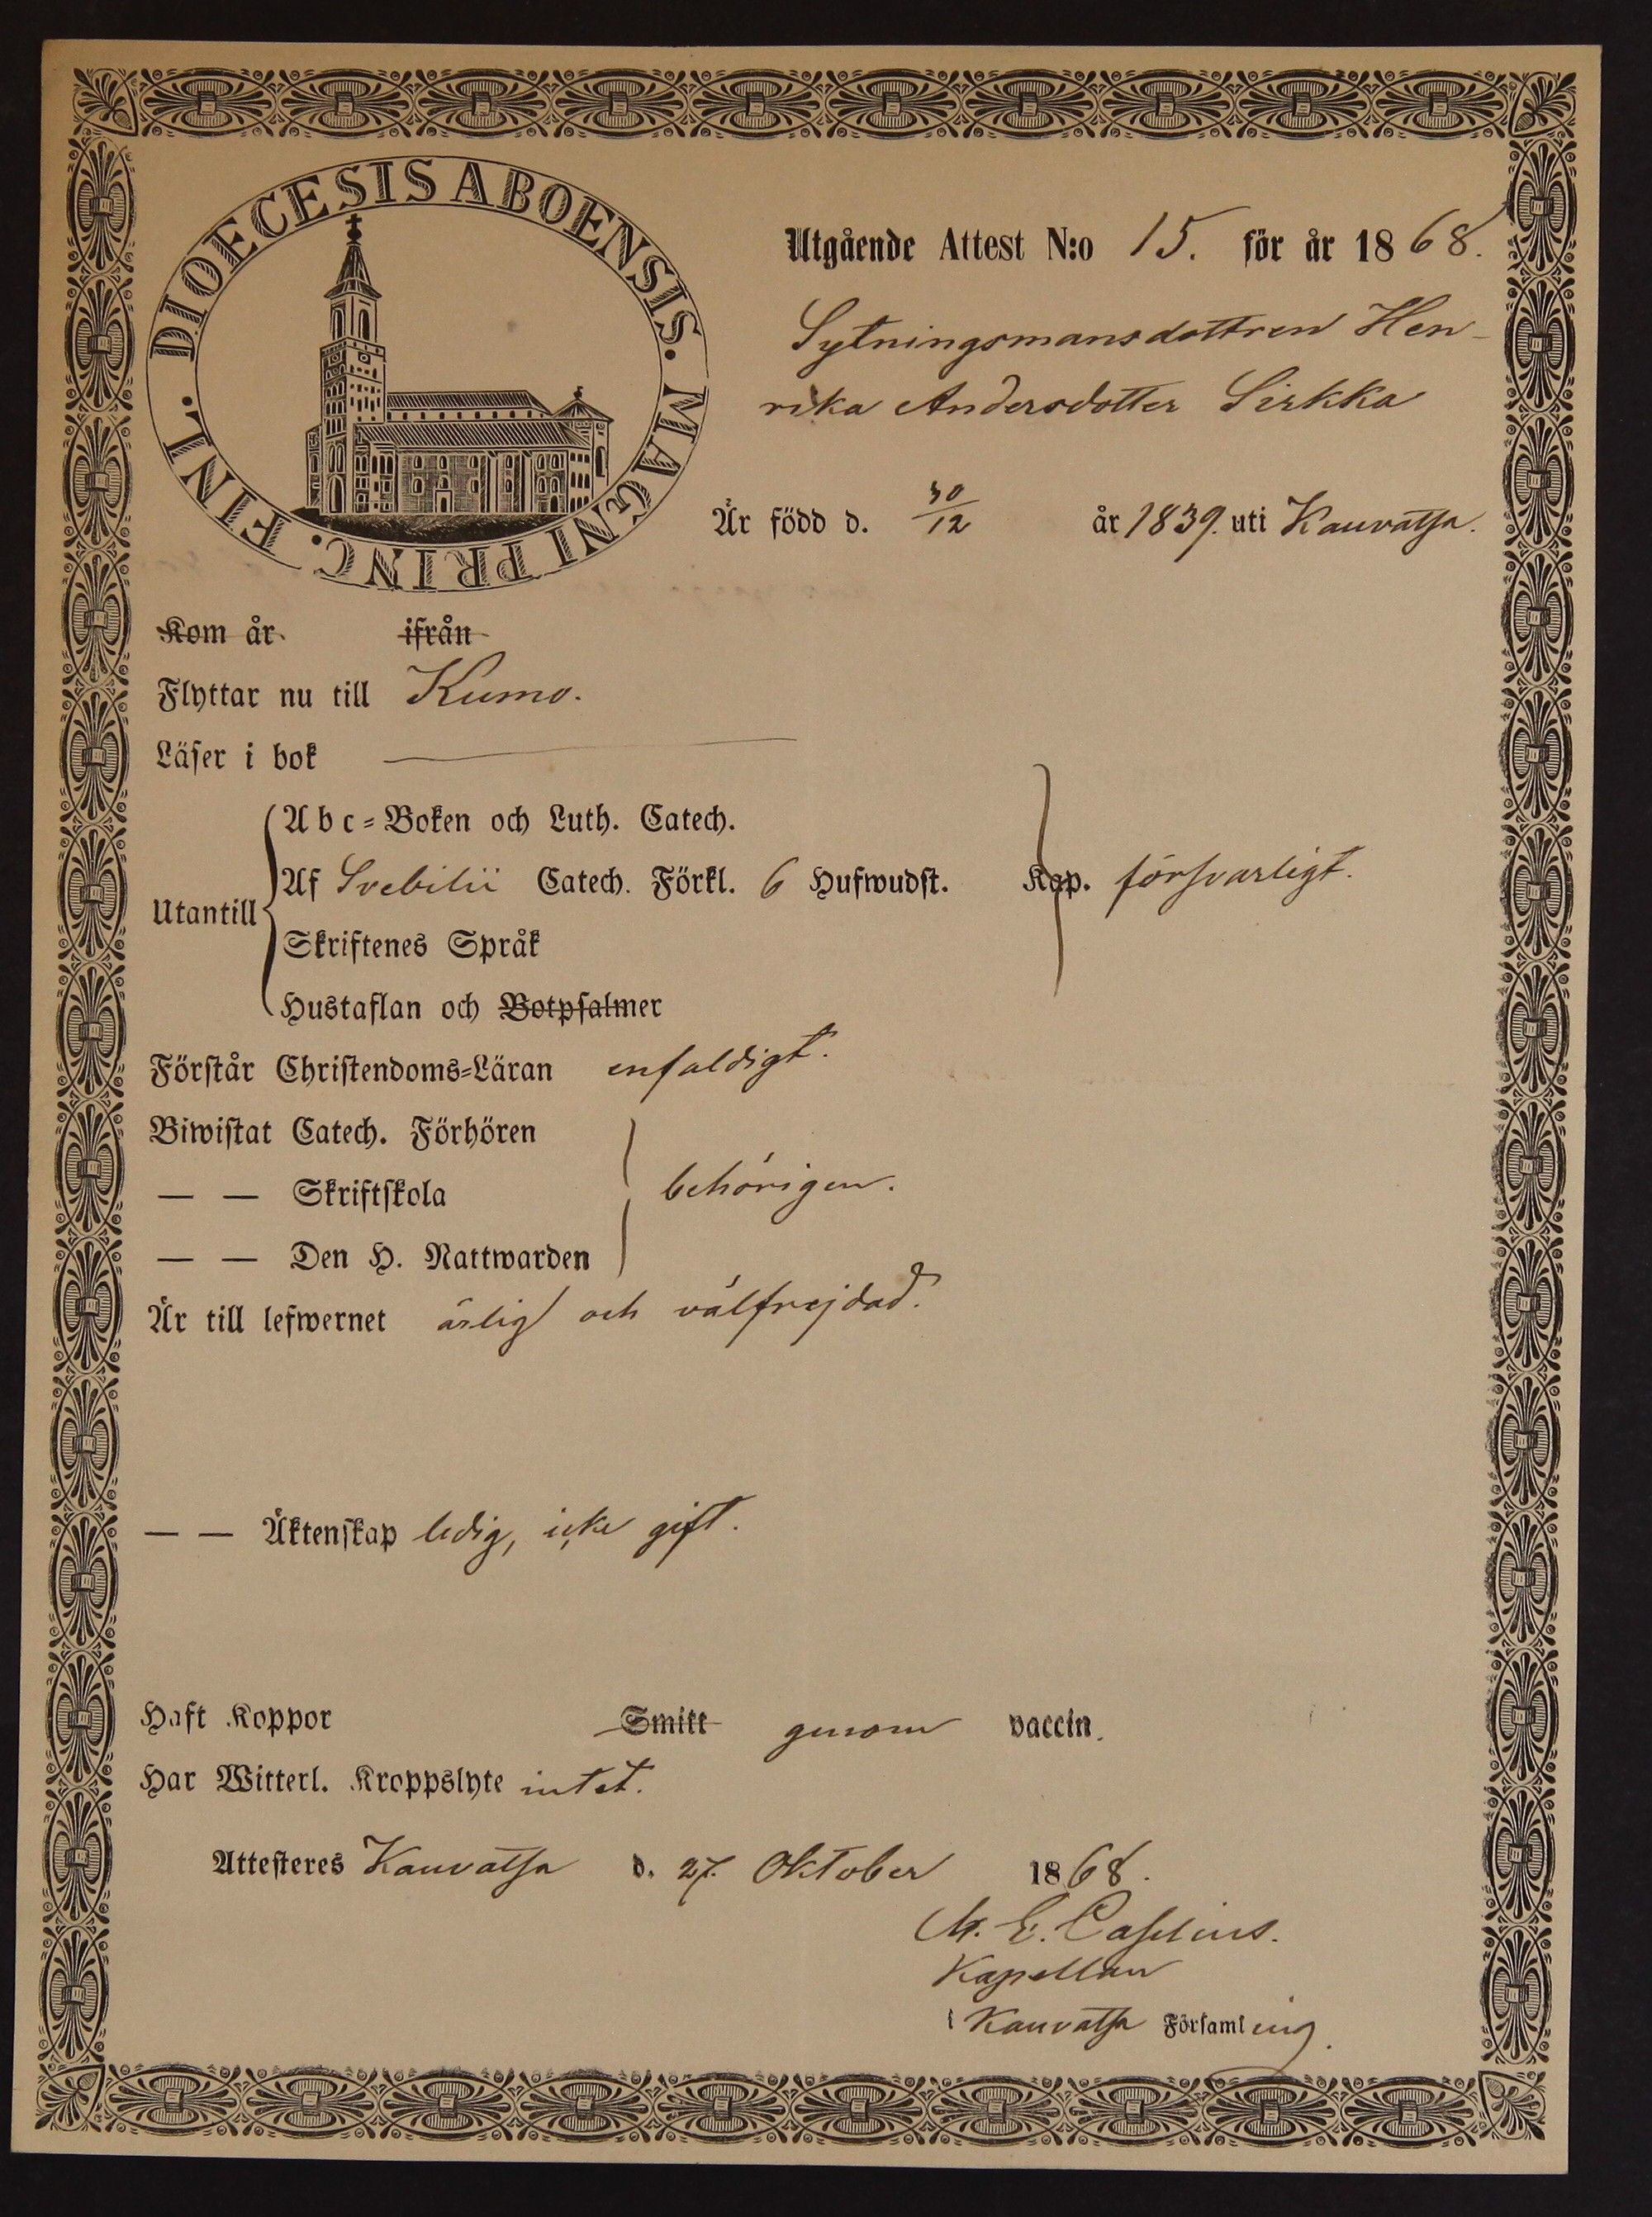 DIOECESIS ABOENSIS. MAGNI PRINC. FINL.
Utgående Attest N:o 15. för år 1868.
Sytningsmansdottren Hen-
rika Andersdotter Sirkka
Är född d. 30/12 år 1839. uti Kauvatsa.
Kom år ifrån
Flyttar nu till Kumo.
Läser i bok
Utantill
Abc-Boken och Luth. Catech.
Af Svebilii Catech. Förkl. 6 Hufwudst. Kap. försvarligt.
Skriftenes Språk
Hustaflan och Botpsalmer
Förstår Christendoms-Läran enfaldigt.
Biwistat Catech. Förhören
— — Skriftskola behörigen.
— — Den H. Nattwarden
Är till lefwernet ärlig och välfrejdad.
— — Äktenskap ledig, icke gift.
Haft Koppor Smitt genom vaccin.
Har Witterl. Kroppslyte intet.
Attesteres Kauvatsa d. 27. Oktober 1868.
M. E. Caselius.
Kapellan
i Kauvatsa Församling.